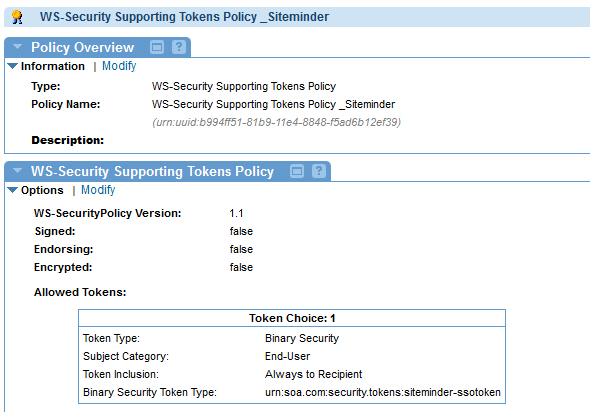 WS-Security Supporting Tokens Policy _Siteminder
Policy Overview ?
Information | Modify
Type: WS-Security Supporting Tokens Policy
Policy Name: WS-Security Supporting Tokens Policy _Siteminder
(urn:uuid:b994ff51-81b9-11e4-8848-f5ad6b12ef39)
Description:
WS-Security Supporting Tokens Policy ?
Options | Modify
WS-SecurityPolicy Version: 1.1
Signed: false
Endorsing: false
Encrypted: false
Allowed Tokens:
Token Choice: 1
Token Type: Binary Security
Subject Category: End-User
Token Inclusion: Always to Recipient
Binary Security Token Type: urn:soa.com:security.tokens:siteminder-ssotoken